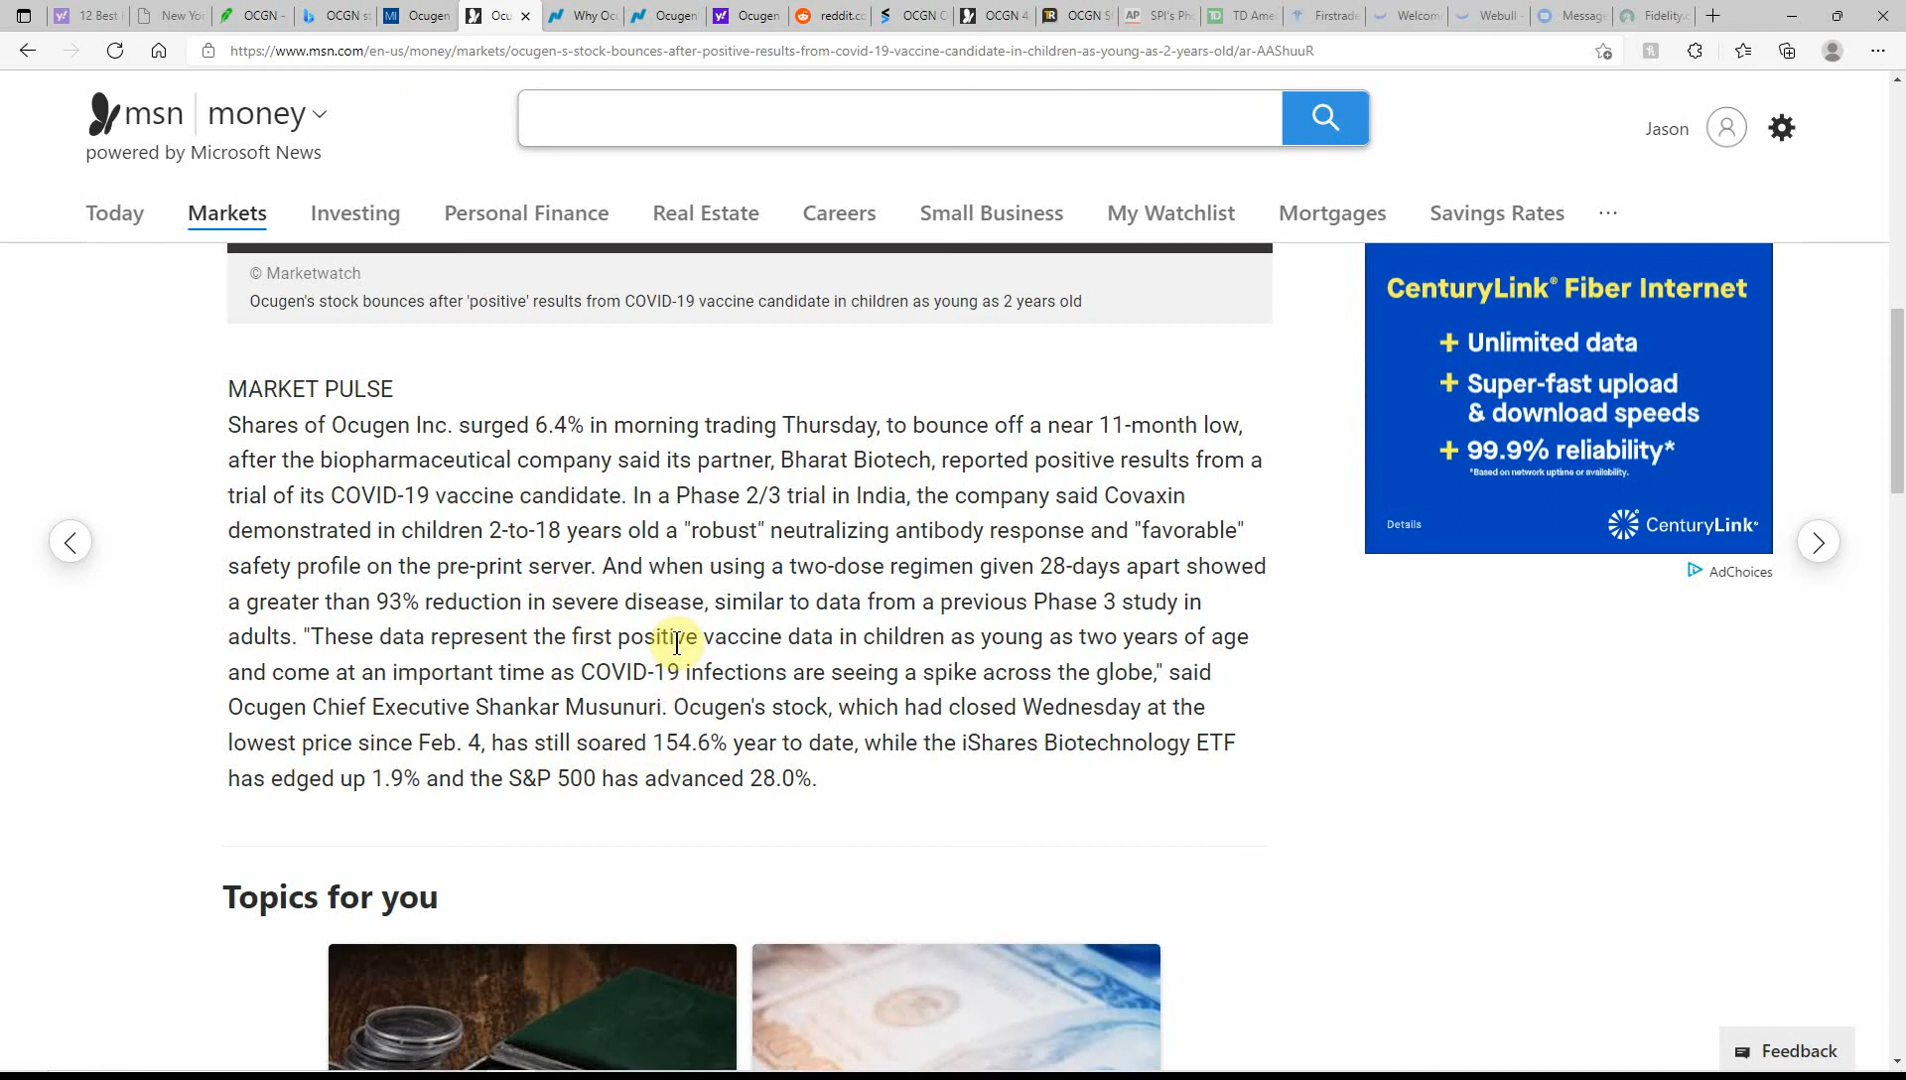 12 Best
New Yo
OCGN -
OCGN st
Ocugen
Ocu
Why Oc
Ocugen
Ocugen
reddit.cc
OCGN C
OCGN 4
OCGN S
SPI's Ph
TD Ame
Firstrade
Welcom
Webull -
Message
Fidelity.c
https://www.msn.com/en-us/money/markets/ocugen-s-stock-bounces-after-positive-results-from-covid-19-vaccine-candidate-in-children-as-young-as-2-years-old/ar-AAShuuR
msn | money
powered by Microsoft News
Jason
Today Markets Investing Personal Finance Real Estate Careers Small Business My Watchlist Mortgages Savings Rates ...
© Marketwatch
Ocugen's stock bounces after 'positive' results from COVID-19 vaccine candidate in children as young as 2 years old
MARKET PULSE
Shares of Ocugen Inc. surged 6.4% in morning trading Thursday, to bounce off a near 11-month low,
after the biopharmaceutical company said its partner, Bharat Biotech, reported positive results from a
trial of its COVID-19 vaccine candidate. In a Phase 2/3 trial in India, the company said Covaxin
demonstrated in children 2-to-18 years old a "robust" neutralizing antibody response and "favorable"
safety profile on the pre-print server. And when using a two-dose regimen given 28-days apart showed
a greater than 93% reduction in severe disease, similar to data from a previous Phase 3 study in
adults. "These data represent the first positive vaccine data in children as young as two years of age
and come at an important time as COVID-19 infections are seeing a spike across the globe," said
Ocugen Chief Executive Shankar Musunuri. Ocugen's stock, which had closed Wednesday at the
lowest price since Feb. 4, has still soared 154.6% year to date, while the iShares Biotechnology ETF
has edged up 1.9% and the S&P 500 has advanced 28.0%.
CenturyLink® Fiber Internet
+ Unlimited data
+ Super-fast upload
& download speeds
+ 99.9% reliability*
*Based on network uptime or availability.
Details
CenturyLink®
AdChoices
Topics for you
Feedback